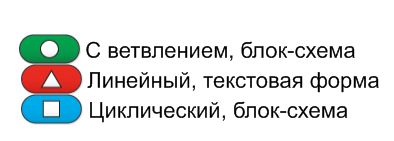 С ветвлением, блок-схема
Линейный, текстовая форма
Циклический, блок-схема